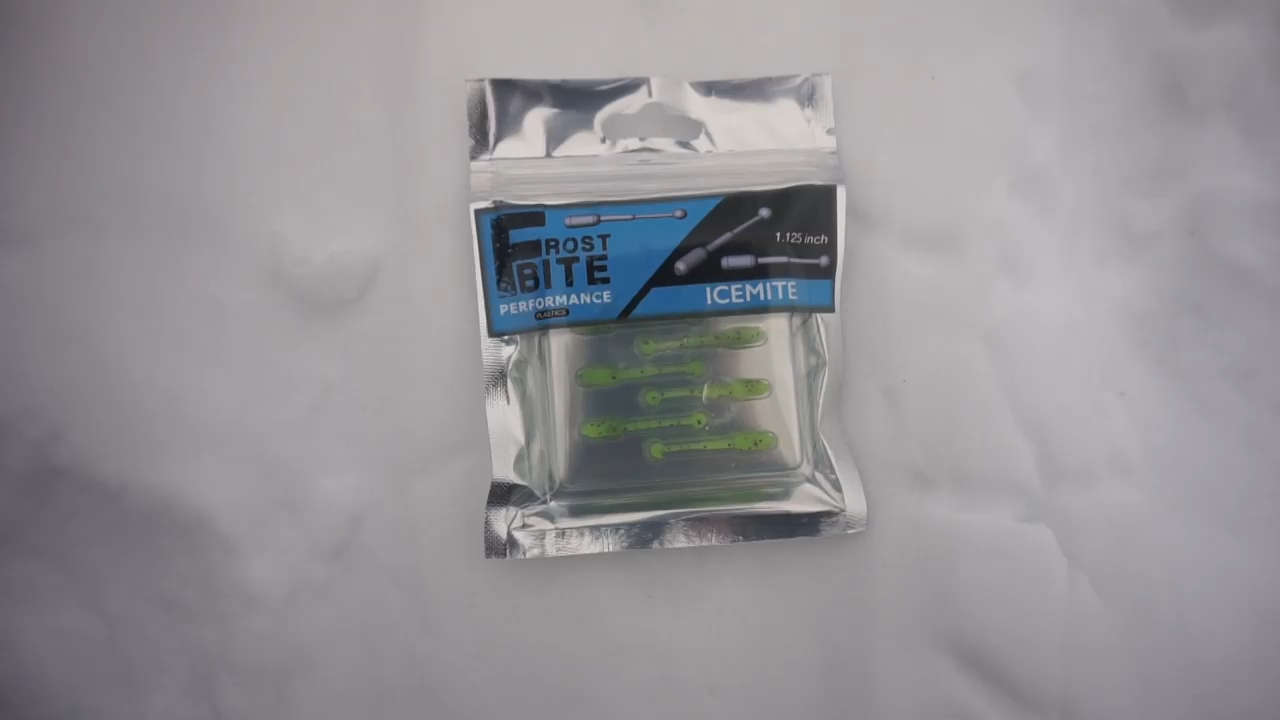 FROST
BITE
PERFORMANCE
PLASTICS
1.125 inch
ICEMITE